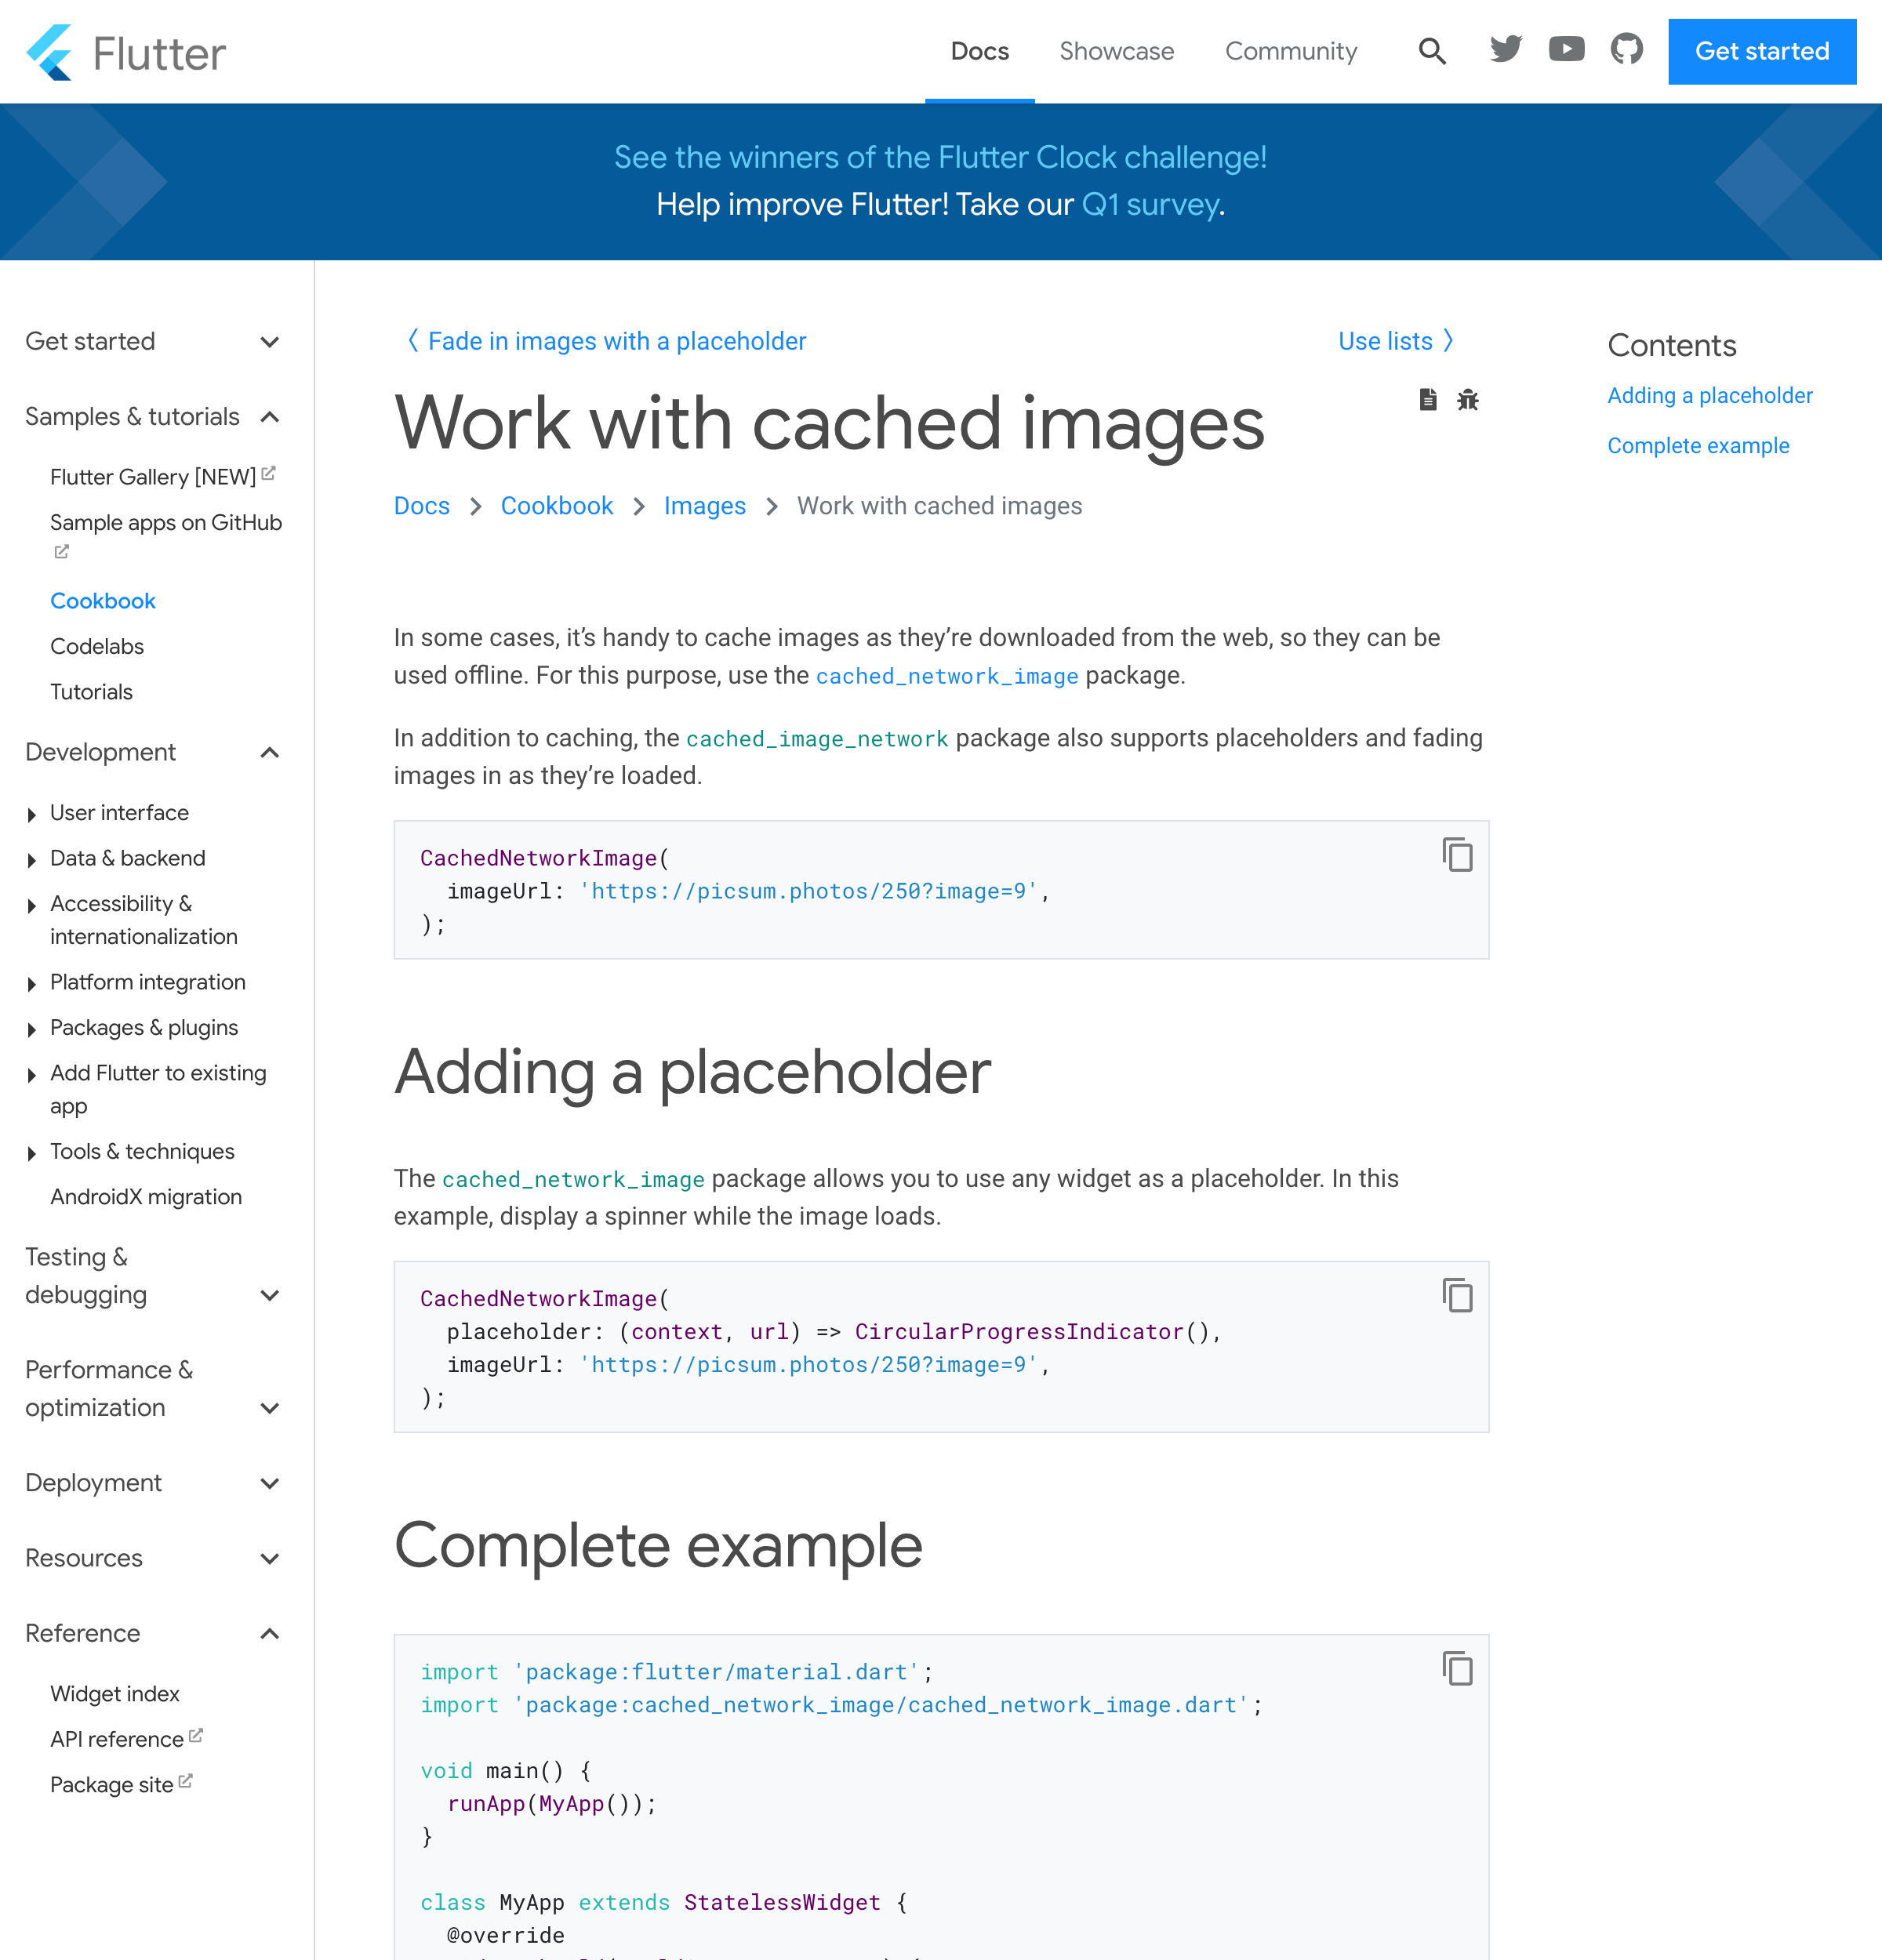 Flutter
Docs
Showcase
Community
Get started
See the winners of the Flutter Clock challenge!
Help improve Flutter! Take our Q1 survey.
Get started
Samples & tutorials
Flutter Gallery [NEW]
Sample apps on GitHub
Cookbook
Codelabs
Tutorials
Development
User interface
Data & backend
Accessibility &
internationalization
Platform integration
Packages & plugins
Add Flutter to existing
app
Tools & techniques
AndroidX migration
Testing &
debugging
Performance &
optimization
Deployment
Resources
Reference
Widget index
API reference
Package site
Fade in images with a placeholder
Use lists
Work with cached images
Docs
Cookbook
Images
Work with cached images
In some cases, it’s handy to cache images as they’re downloaded from the web, so they can be
used offline. For this purpose, use the cached_network_image package.
In addition to caching, the cached_image_network package also supports placeholders and fading
images in as they’re loaded.
CachedNetworkImage(
  imageUrl: 'https://picsum.photos/250?image=9',
);
Adding a placeholder
The cached_network_image package allows you to use any widget as a placeholder. In this
example, display a spinner while the image loads.
CachedNetworkImage(
  placeholder: (context, url) => CircularProgressIndicator(),
  imageUrl: 'https://picsum.photos/250?image=9',
);
Complete example
import 'package:flutter/material.dart';
import 'package:cached_network_image/cached_network_image.dart';
void main() {
  runApp(MyApp());
}
class MyApp extends StatelessWidget {
  @override
Contents
Adding a placeholder
Complete example